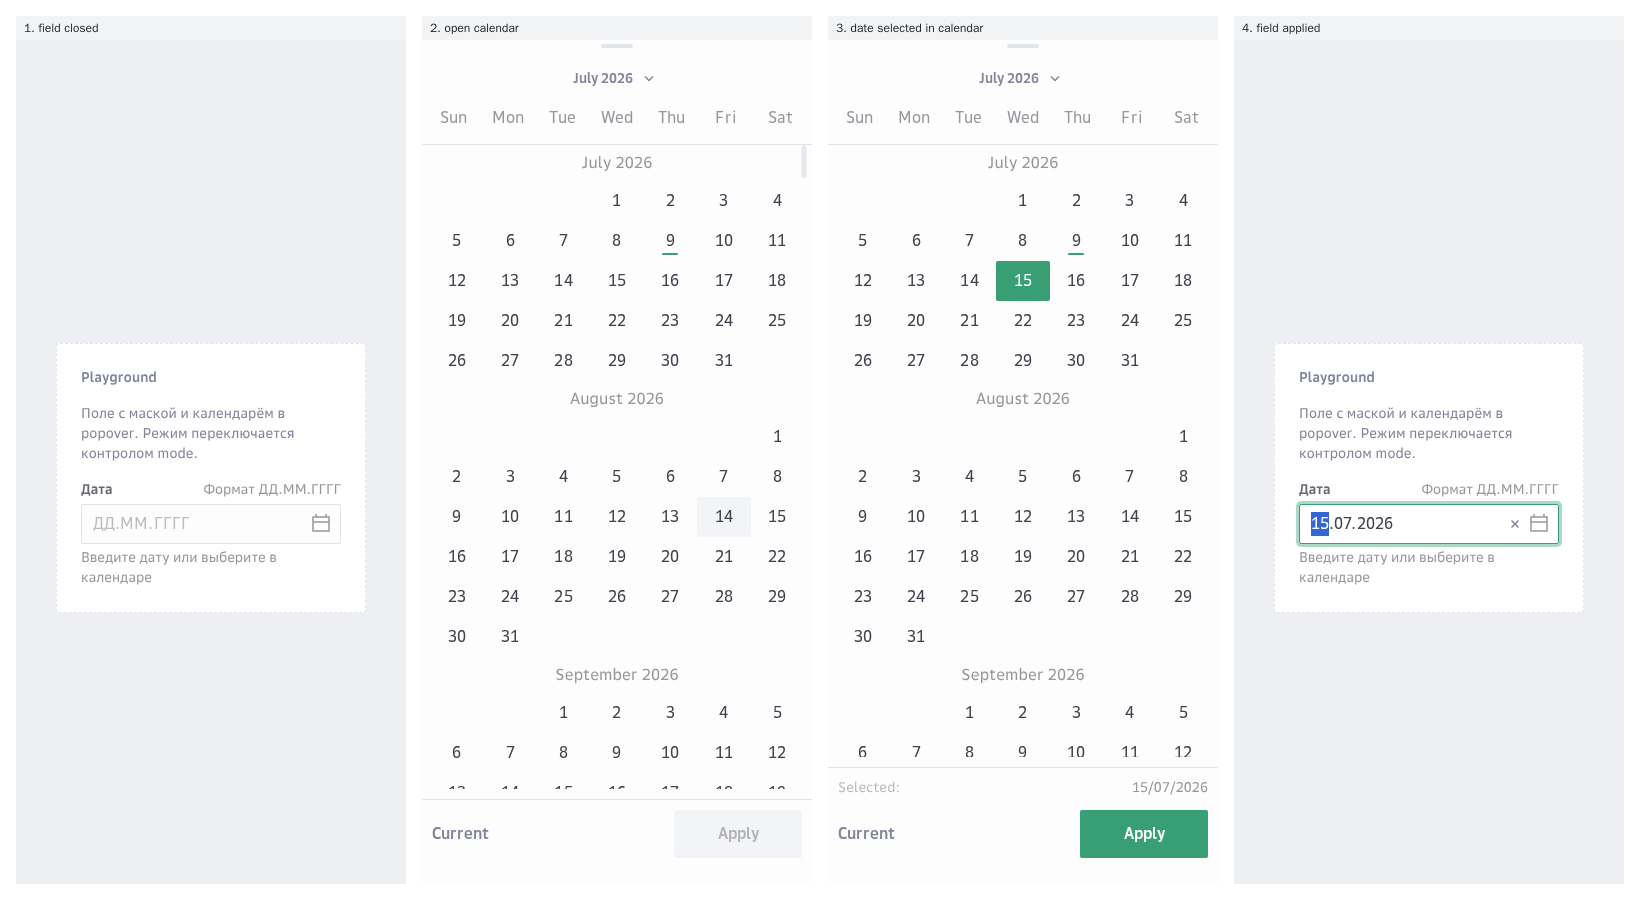 1. field closed
Playground
Поле с маской и календарём в
popover. Режим переключается
контролом mode.
Дата Формат ДД.ММ.ГГГГ
ДД.ММ.ГГГГ
Введите дату или выберите в
календаре
2. open calendar
July 2026
Sun Mon Tue Wed Thu Fri Sat
July 2026
1 2 3 4
5 6 7 8 9 10 11
12 13 14 15 16 17 18
19 20 21 22 23 24 25
26 27 28 29 30 31
August 2026
1
2 3 4 5 6 7 8
9 10 11 12 13 14 15
16 17 18 19 20 21 22
23 24 25 26 27 28 29
30 31
September 2026
1 2 3 4 5
6 7 8 9 10 11 12
13 14 15 16 17 18 19
Current Apply
3. date selected in calendar
July 2026
Sun Mon Tue Wed Thu Fri Sat
July 2026
1 2 3 4
5 6 7 8 9 10 11
12 13 14 15 16 17 18
19 20 21 22 23 24 25
26 27 28 29 30 31
August 2026
1
2 3 4 5 6 7 8
9 10 11 12 13 14 15
16 17 18 19 20 21 22
23 24 25 26 27 28 29
30 31
September 2026
1 2 3 4 5
6 7 8 9 10 11 12
Selected: 15/07/2026
Current Apply
4. field applied
Playground
Поле с маской и календарём в
popover. Режим переключается
контролом mode.
Дата Формат ДД.ММ.ГГГГ
15.07.2026
Введите дату или выберите в
календаре